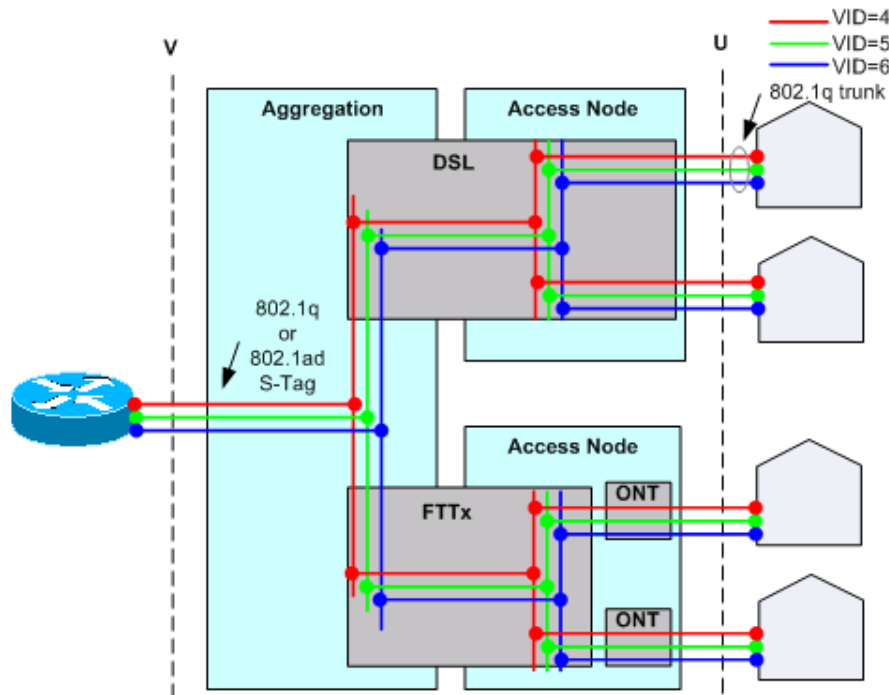 VID=4
VID=5
VID=6
V
U
802.1q trunk
Aggregation
Access Node
DSL
802.1q
or
802.1ad
S-Tag
Access Node
ONT
FTTx
ONT